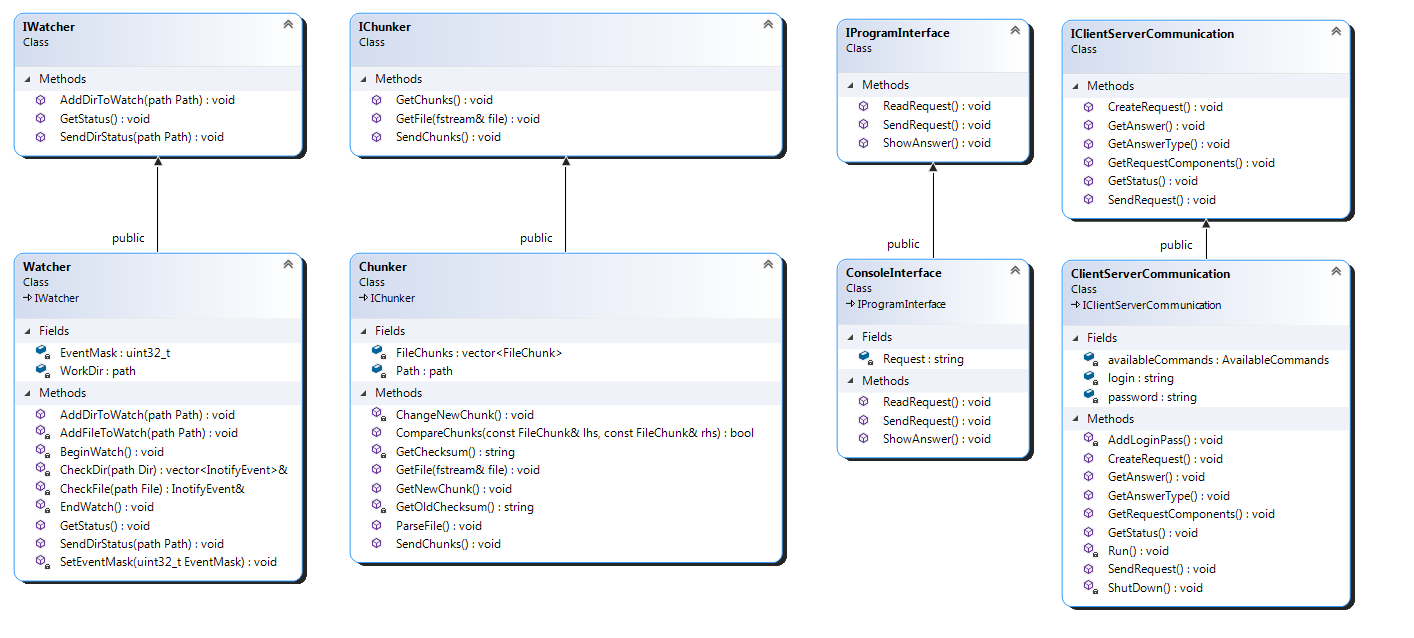 IWatcher
Class
Methods
AddDirToWatch(path Path) : void
GetStatus() : void
SendDirStatus(path Path) : void
IChunker
Class
Methods
GetChunks() : void
GetFile(fstream& file) : void
SendChunks() : void
IProgramInterface
Class
Methods
ReadRequest() : void
SendRequest() : void
ShowAnswer() : void
IClientServerCommunication
Class
Methods
CreateRequest() : void
GetAnswer() : void
GetAnswerType() : void
GetRequestComponents() : void
GetStatus() : void
SendRequest() : void
public
public
public
public
Watcher
Class
IWatcher
Fields
EventMask : uint32_t
WorkDir : path
Methods
AddDirToWatch(path Path) : void
AddFileToWatch(path Path) : void
BeginWatch() : void
CheckDir(path Dir) : vector<InotifyEvent>&
CheckFile(path File) : InotifyEvent&
EndWatch() : void
GetStatus() : void
SendDirStatus(path Path) : void
SetEventMask(uint32_t EventMask) : void
Chunker
Class
IChunker
Fields
FileChunks : vector<FileChunk>
Path : path
Methods
ChangeNewChunk() : void
CompareChunks(const FileChunk& lhs, const FileChunk& rhs) : bool
GetChecksum() : string
GetFile(fstream& file) : void
GetNewChunk() : void
GetOldChecksum() : string
ParseFile() : void
SendChunks() : void
ConsoleInterface
Class
IProgramInterface
Fields
Request : string
Methods
ReadRequest() : void
SendRequest() : void
ShowAnswer() : void
ClientServerCommunication
Class
IClientServerCommunication
Fields
availableCommands : AvailableCommands
login : string
password : string
Methods
AddLoginPass() : void
CreateRequest() : void
GetAnswer() : void
GetAnswerType() : void
GetRequestComponents() : void
GetStatus() : void
Run() : void
SendRequest() : void
ShutDown() : void